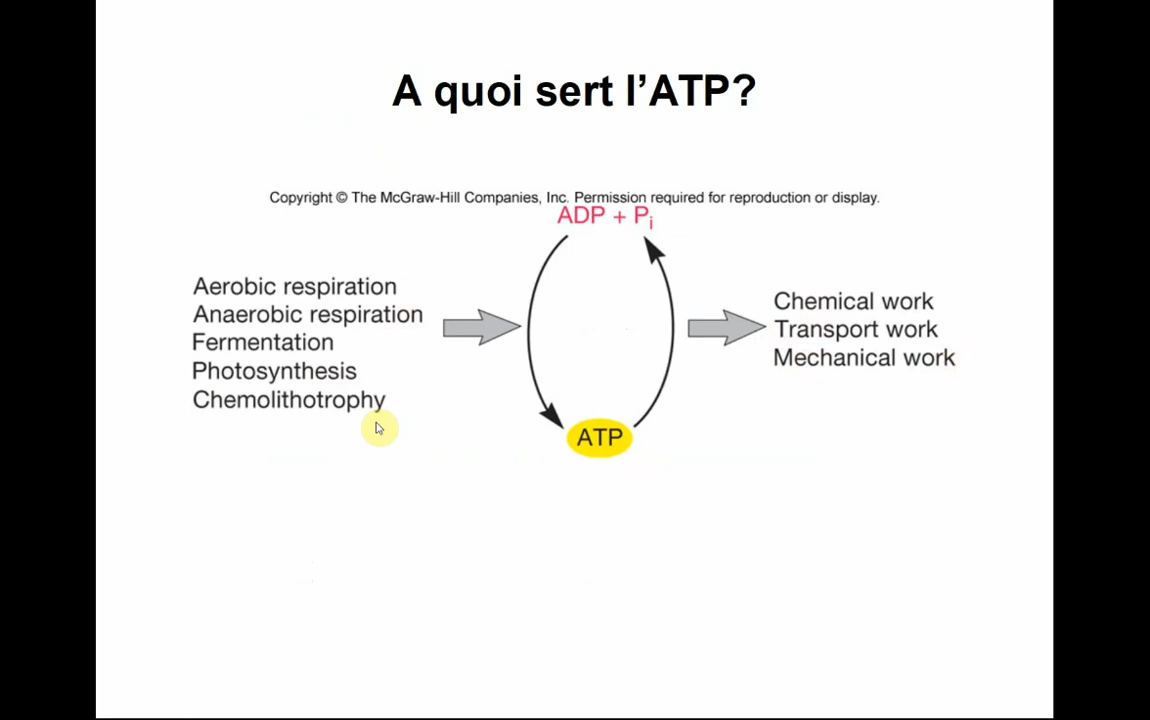 A quoi sert l’ATP?
Copyright © The McGraw-Hill Companies, Inc. Permission required for reproduction or display.
ADP + Pi
Aerobic respiration
Anaerobic respiration
Fermentation
Photosynthesis
Chemolithotrophy
Chemical work
Transport work
Mechanical work
ATP